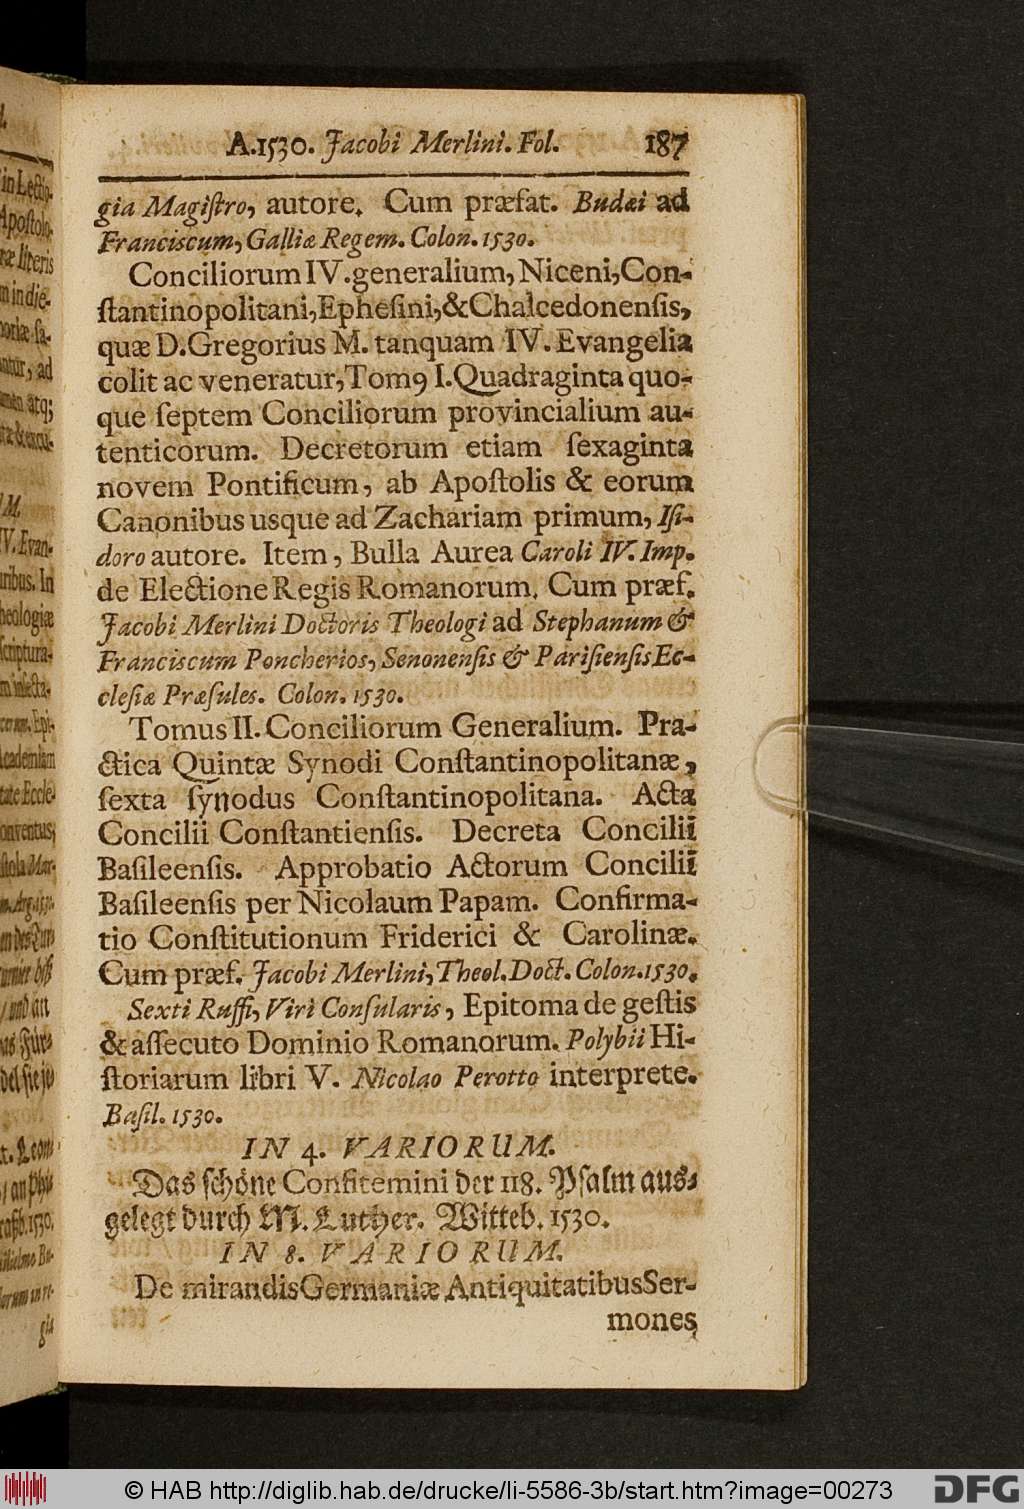 A.1530. Jacobi Merlini. Fol. 187
gia Magiſtro, autore. Cum præfat. Budæi ad
Franciscum, Galliæ Regem. Colon. 1530.
Conciliorum IV. generalium, Niceni, Con-
ſtantinopolitani, Epheſini, & Chalcedonenſis,
quæ D. Gregorius M. tanquam IV. Evangelia
colit ac veneratur, Tomꝰ I. Quadraginta quo-
que ſeptem Conciliorum provincialium au-
tenticorum. Decretorum etiam ſexaginta
novem Pontificum, ab Apoſtolis & eorum
Canonibus usque ad Zachariam primum, Iſi-
doro autore. Item, Bulla Aurea Caroli IV. Imp.
de Electione Regis Romanorum. Cum præf.
Jacobi Merlini Doctoris Theologi ad Stephanum &
Franciscum Poncherios, Senonenſis & Pariſienſis Ec-
cleſiæ Præſules. Colon. 1530.
Tomus II. Conciliorum Generalium. Pra-
ctica Quintæ Synodi Conſtantinopolitanæ,
ſexta ſynodus Conſtantinopolitana. Acta
Concilii Conſtantienſis. Decreta Concilii
Baſileenſis. Approbatio Actorum Concilii
Baſileenſis per Nicolaum Papam. Confirma-
tio Conſtitutionum Friderici & Carolinæ.
Cum præf. Jacobi Merlini, Theol. Doct. Colon. 1530.
Sexti Ruffi, Viri Conſularis, Epitoma de geſtis
& aſſecuto Dominio Romanorum. Polybii Hi-
ſtoriarum libri V. Nicolao Perotto interprete.
Baſil. 1530.
IN 4. VARIORUM.
Das ſchöne Confitemini der 118. Pſalm aus-
gelegt durch M. Luther. Witteb. 1530.
IN 8. VARIORUM.
De mirandis Germaniæ Antiquitatibus Ser-
mones
© HAB http://diglib.hab.de/drucke/li-5586-3b/start.htm?image=00273
DFG